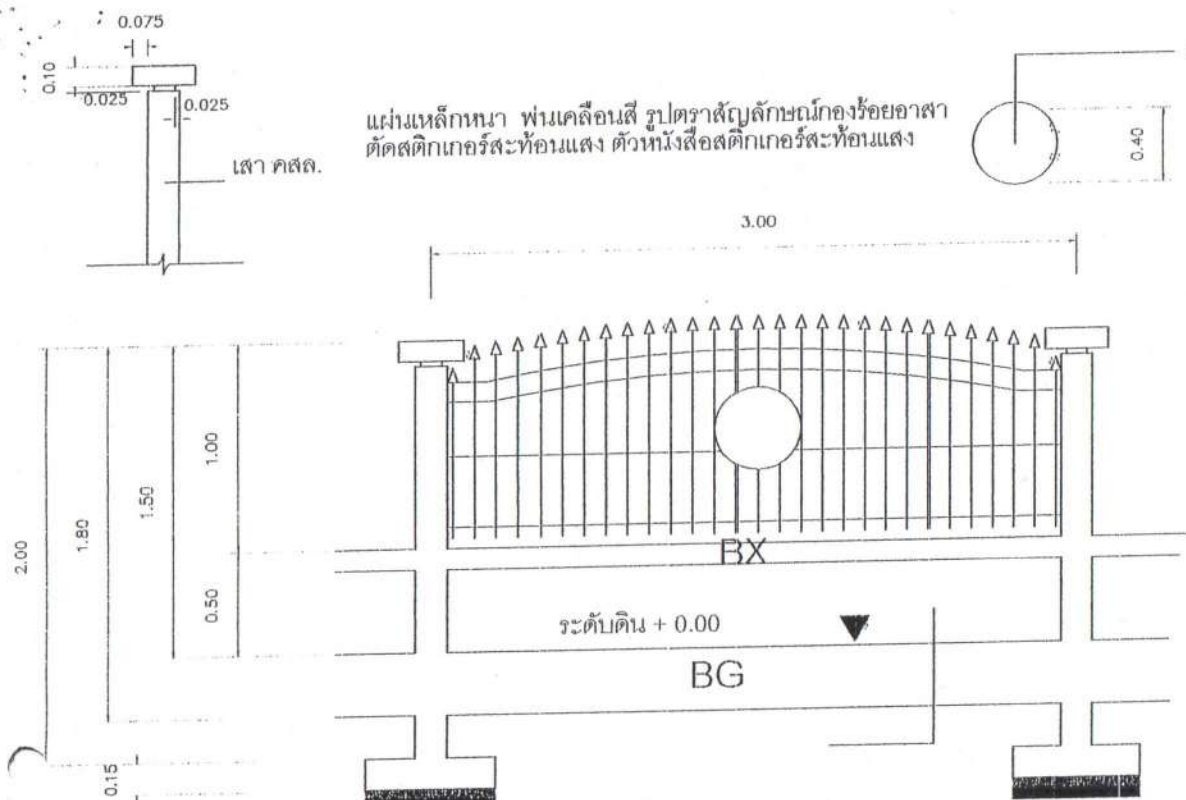 0.075
0.10
0.025
0.025
เสา คสล.
แผ่นเหล็กหนา พ่นเคลือนสี รูปตราสัญลักษณ์กองร้อยอาสา
ตัดสติกเกอร์สะท้อนแสง ตัวหนังสือสติกเกอร์สะท้อนแสง
0.40
3.00
2.00
1.80
1.50
1.00
0.50
BX
ระดับดิน + 0.00
BG
0.15